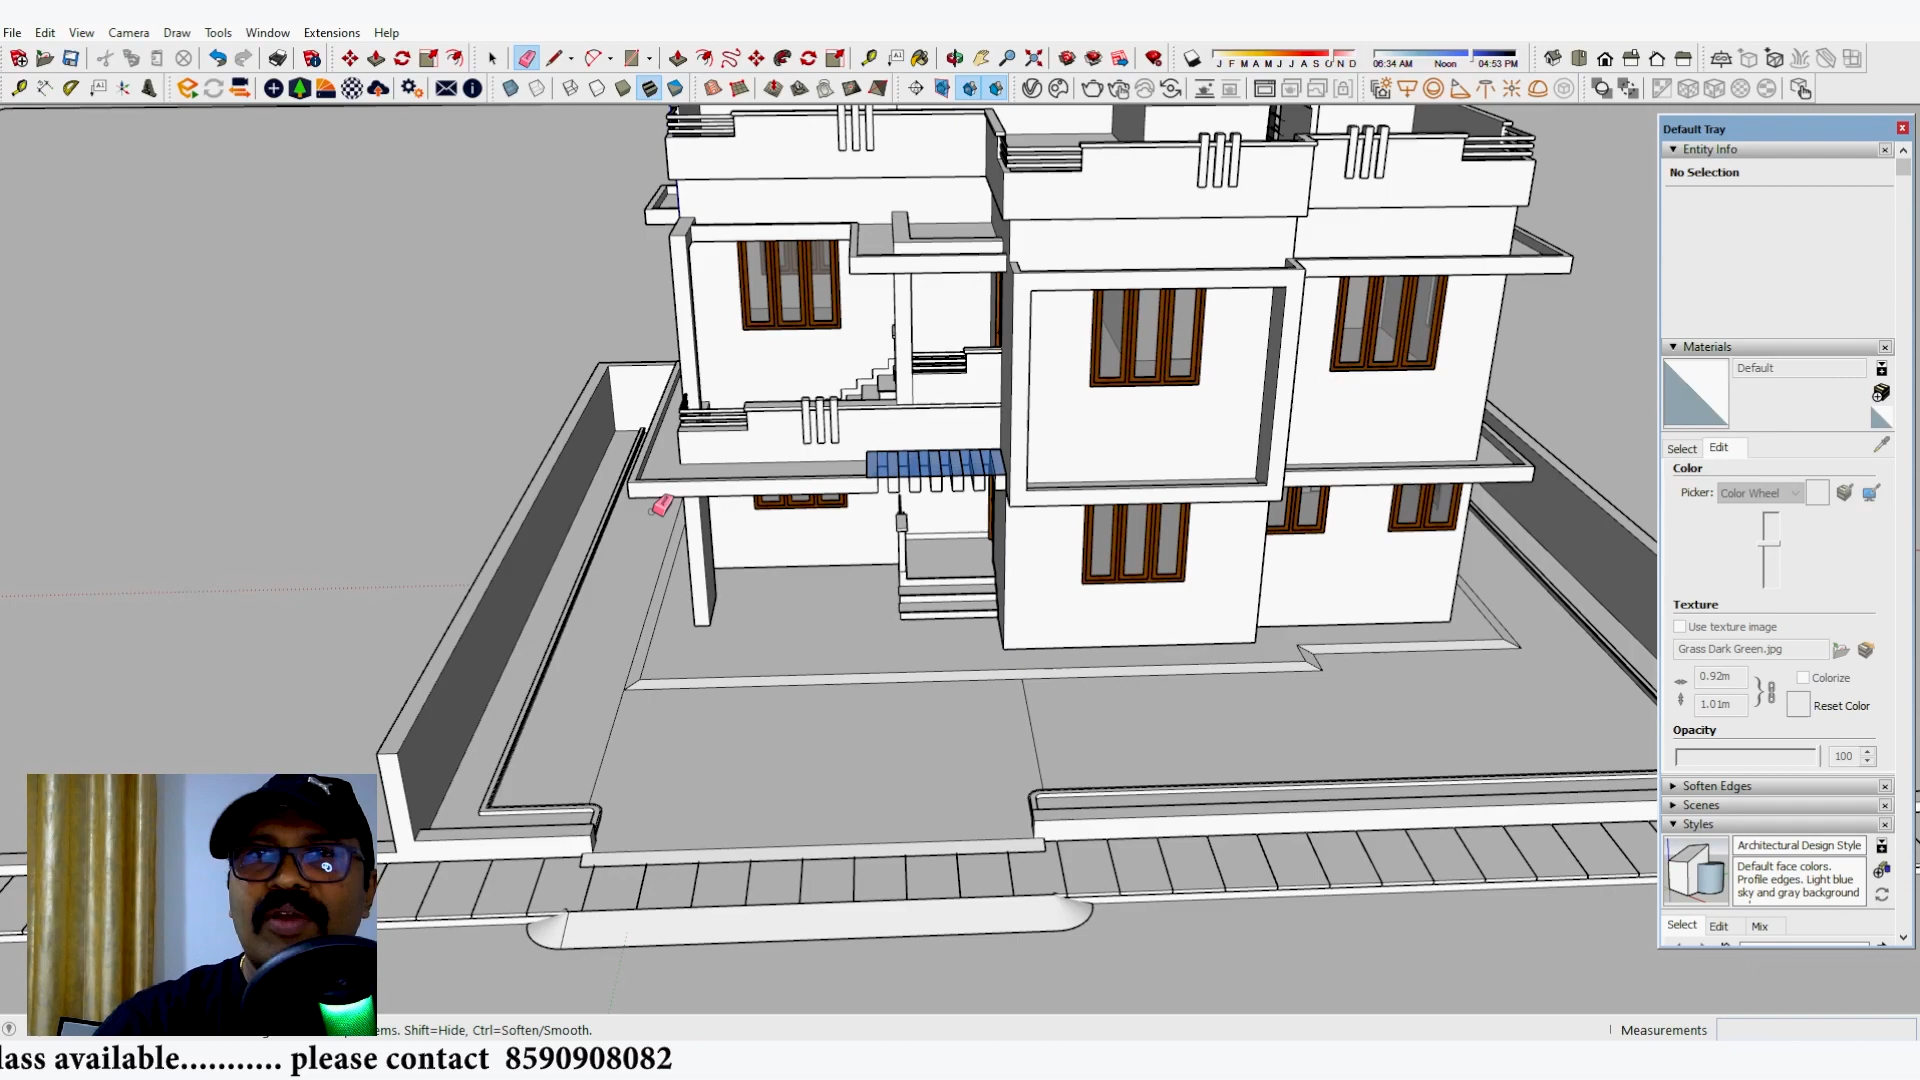 File Edit View Camera Draw Tools Window Extensions Help
J F M A M J J A S O N D
06:34 AM Noon 04:53 PM
Default Tray
Entity Info
No Selection
Materials
Default
Select Edit
Color
Picker: Color Wheel
Texture
Use texture image
Grass Dark Green.jpg
0.92m
Colorize
1.01m
Reset Color
Opacity
100
Soften Edges
Scenes
Styles
Architectural Design Style
Default face colors.
Profile edges. Light blue
sky and gray background
Select Edit Mix
ems. Shift=Hide, Ctrl=Soften/Smooth.
Measurements
lass available........... please contact 8590908082